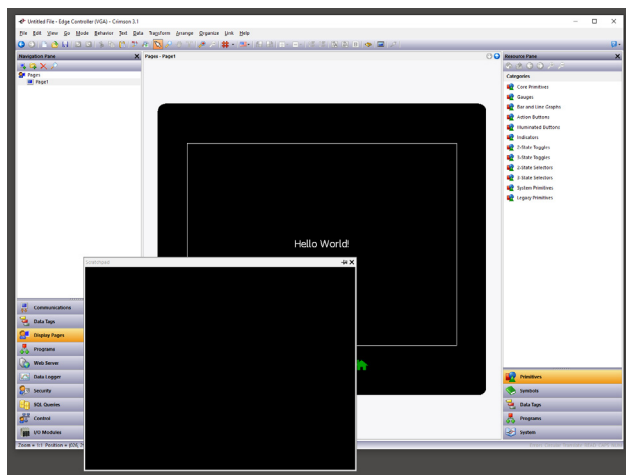 Untitled File - Edge Controller (VGA) - Crimson 3.1
File Edit View Go Mode Behavior Text Data Transform Arrange Organize Link Help
Navigation Pane
Pages - Page1
Resource Pane
Pages
Page1
Categories
Core Primitives
Gauges
Bar and Line Graphs
Action Buttons
Illuminated Buttons
Indicators
2-State Toggles
3-State Toggles
2-State Selectors
3-State Selectors
System Primitives
Legacy Primitives
Hello World!
Scratchpad
Communications
Data Tags
Display Pages
Programs
Web Server
Data Logger
Security
SQL Queries
Control
I/O Modules
Primitives
Symbols
Data Tags
Programs
System